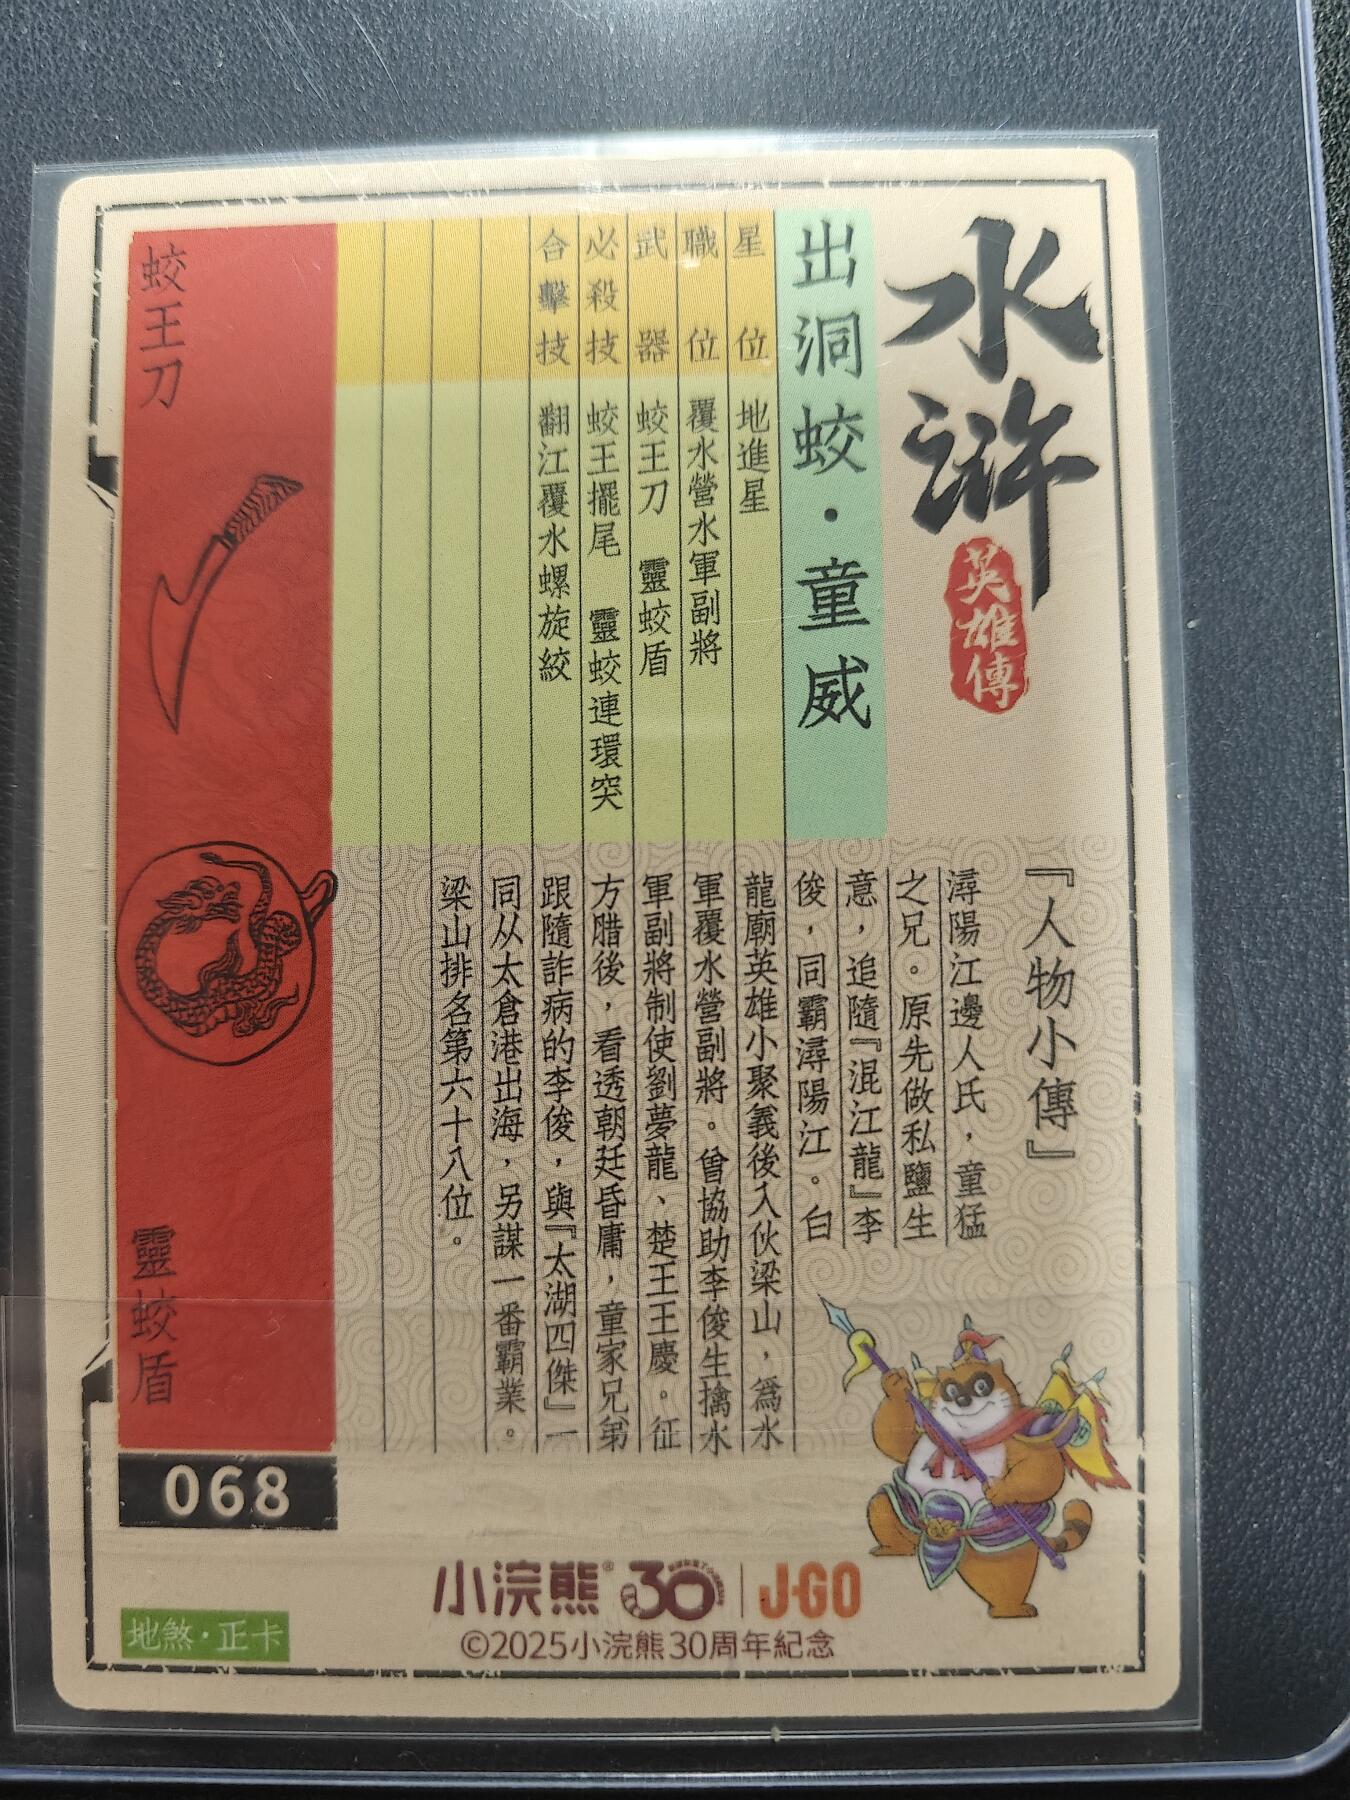 水滸
英雄傳
出洞蛟·童威
星位 地進星
職位 覆水營水軍副將
武器 蛟王刀 靈蛟盾
必殺技 蛟王擺尾 靈蛟連環突
合擊技 翻江覆水螺旋絞
『人物小傳』
潯陽江邊人氏，童猛
之兄。原先做私鹽生
意，追隨『混江龍』李
俊，同霸潯陽江。白
龍廟英雄小聚義後入伙梁山，為水
軍覆水營副將。曾協助李俊生擒水
軍副將制使劉夢龍、楚王王慶。征
方腊後，看透朝廷昏庸，童家兄弟
跟隨詐病的李俊，與『太湖四傑』一
同从太倉港出海，另謀一番霸業。
梁山排名第六十八位。
蛟王刀
靈蛟盾
068
地煞·正卡
小浣熊® 30 J-GO
©2025小浣熊30周年紀念